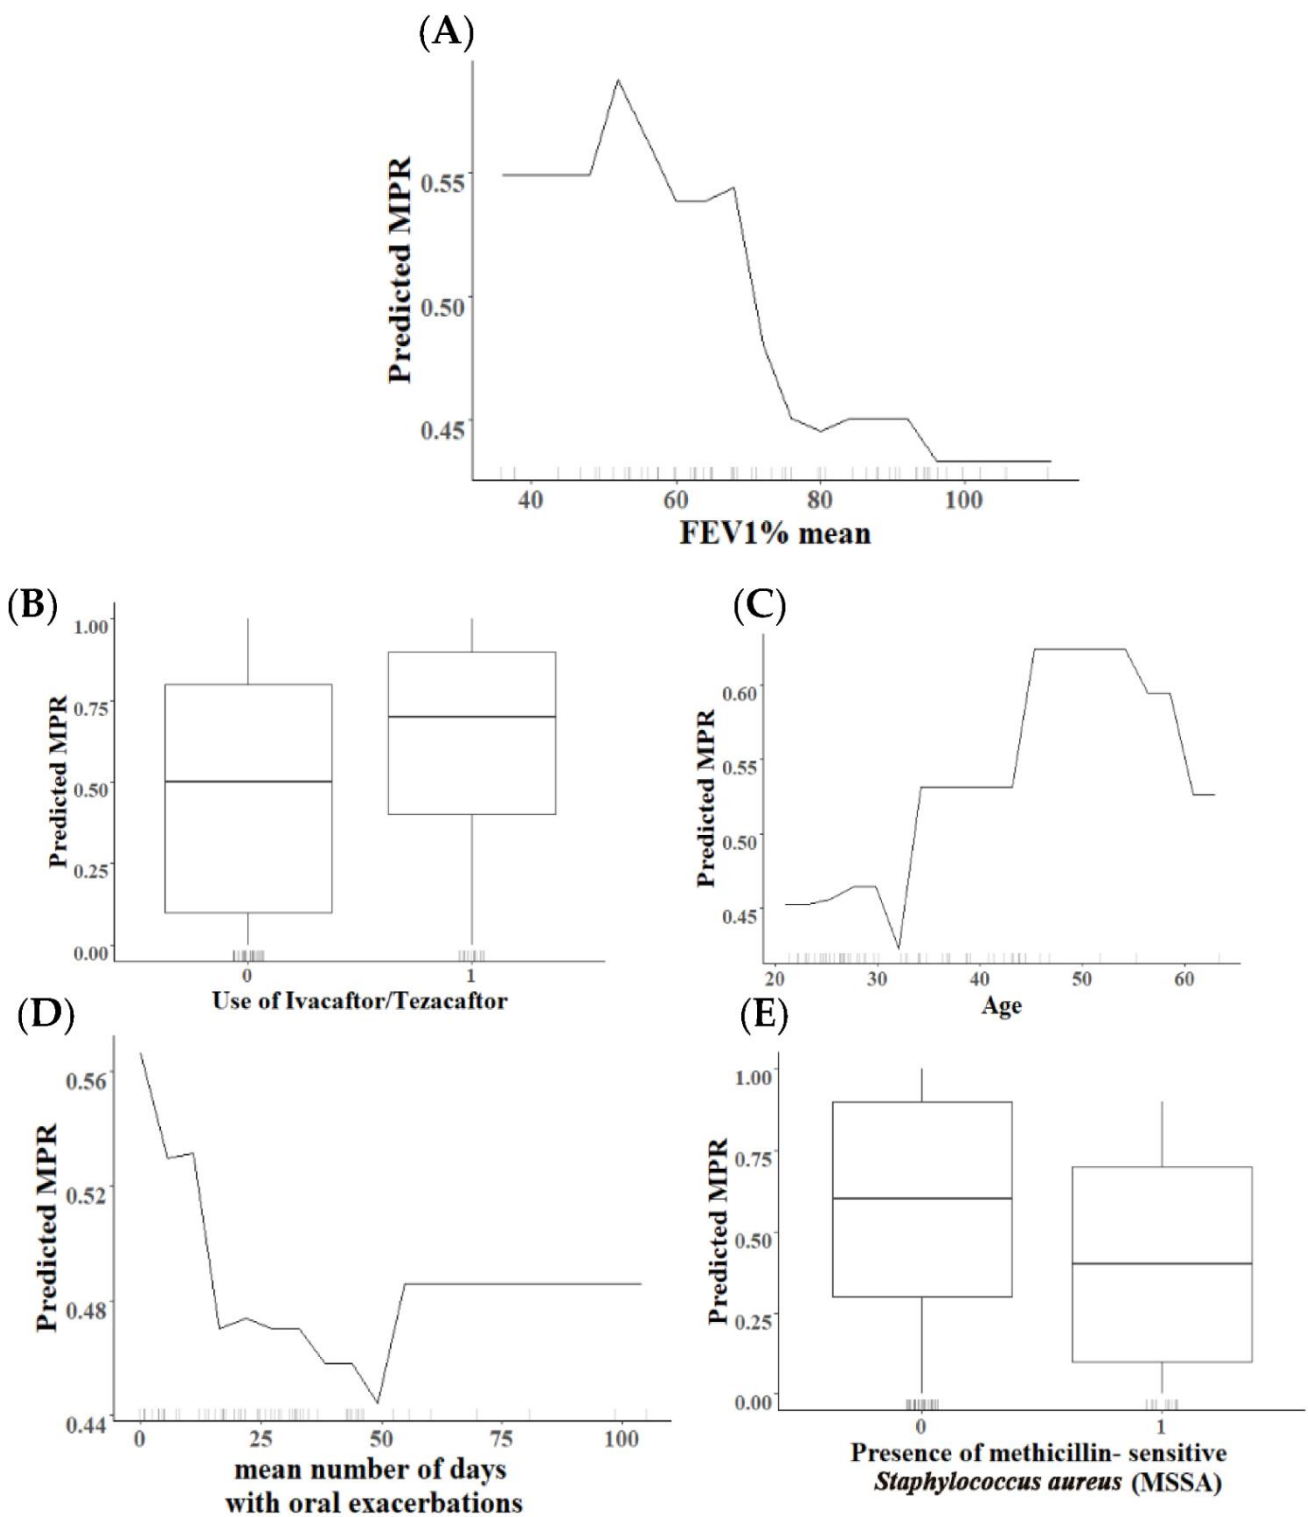 (A)
Predicted MPR
0.55
0.50
0.45
40 60 80 100
FEV1% mean
(B)
Predicted MPR
1.00
0.75
0.50
0.25
0.00
0 1
Use of Ivacaftor/Tezacaftor
(C)
Predicted MPR
0.60
0.55
0.50
0.45
20 30 40 50 60
Age
(D)
Predicted MPR
0.56
0.52
0.48
0.44
0 25 50 75 100
mean number of days
with oral exacerbations
(E)
Predicted MPR
1.00
0.75
0.50
0.25
0.00
0 1
Presence of methicillin- sensitive
Staphylococcus aureus (MSSA)